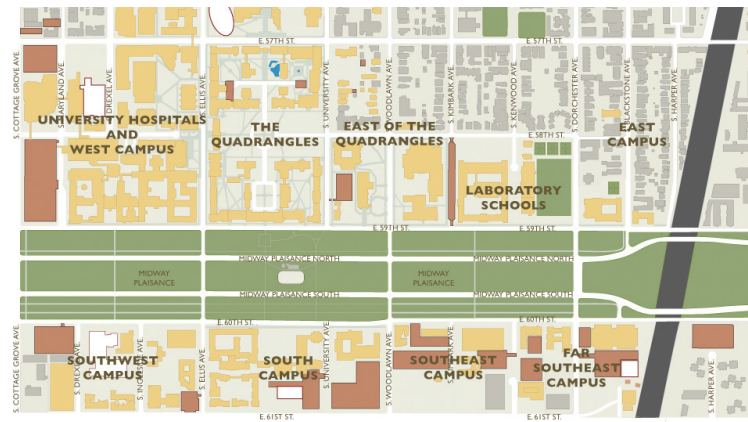 E. 57TH ST.
E. 57TH ST.
S. COTTAGE GROVE AVE.
S. MARYLAND AVE.
S. DREXEL AVE.
S. ELLIS AVE.
S. UNIVERSITY AVE.
S. WOODLAWN AVE.
S. KIMBARK AVE.
S. KENWOOD AVE.
S. DORCHESTER AVE.
S. BLACKSTONE AVE.
S. HARPER AVE.
UNIVERSITY HOSPITALS
AND
WEST CAMPUS
THE
QUADRANGLES
EAST OF THE
QUADRANGLES
E. 58TH ST.
EAST
CAMPUS
LABORATORY
SCHOOLS
E. 59TH ST.
E. 59TH ST.
MIDWAY PLAISANCE NORTH
MIDWAY PLAISANCE NORTH
MIDWAY
PLAISANCE
MIDWAY
PLAISANCE
MIDWAY PLAISANCE SOUTH
MIDWAY PLAISANCE SOUTH
E. 60TH ST.
E. 60TH ST.
S. COTTAGE GROVE AVE.
S. DREXEL AVE.
S. INGLESIDE AVE.
S. ELLIS AVE.
S. UNIVERSITY AVE.
S. WOODLAWN AVE.
S. KIMBARK AVE.
S. HARPER AVE.
SOUTHWEST
CAMPUS
SOUTH
CAMPUS
SOUTHEAST
CAMPUS
FAR
SOUTHEAST
CAMPUS
E. 61ST ST.
E. 61ST ST.